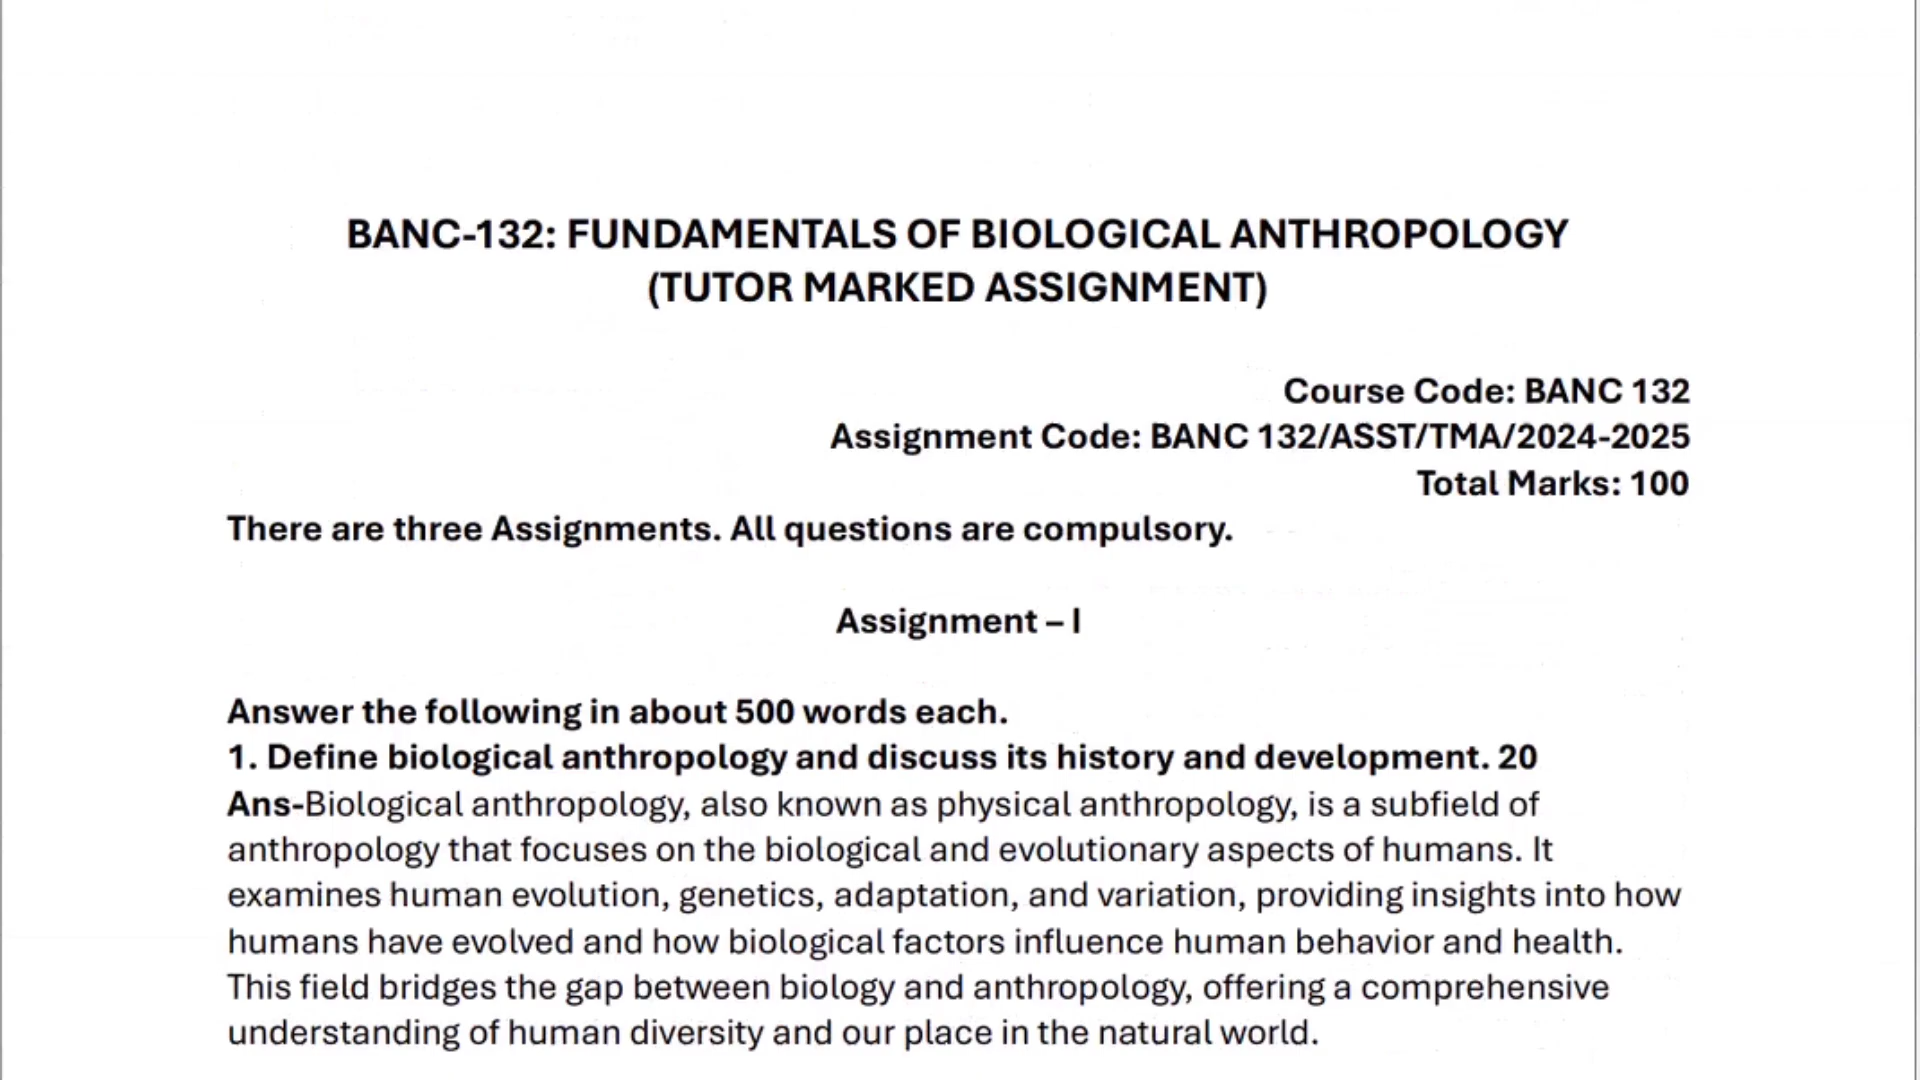 BANC-132: FUNDAMENTALS OF BIOLOGICAL ANTHROPOLOGY
(TUTOR MARKED ASSIGNMENT)
Course Code: BANC 132
Assignment Code: BANC 132/ASST/TMA/2024-2025
Total Marks: 100
There are three Assignments. All questions are compulsory.
Assignment – I
Answer the following in about 500 words each.
1. Define biological anthropology and discuss its history and development. 20
Ans-Biological anthropology, also known as physical anthropology, is a subfield of
anthropology that focuses on the biological and evolutionary aspects of humans. It
examines human evolution, genetics, adaptation, and variation, providing insights into how
humans have evolved and how biological factors influence human behavior and health.
This field bridges the gap between biology and anthropology, offering a comprehensive
understanding of human diversity and our place in the natural world.